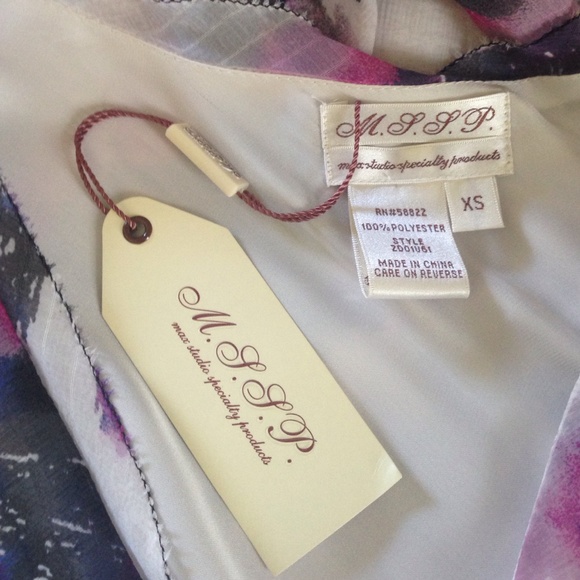 M.S.S.P.
max studio specialty products
XS
RN#58822
100% POLYESTER
STYLE
ZD01U61
MADE IN CHINA
CARE ON REVERSE
M.S.S.P.
max studio specialty products